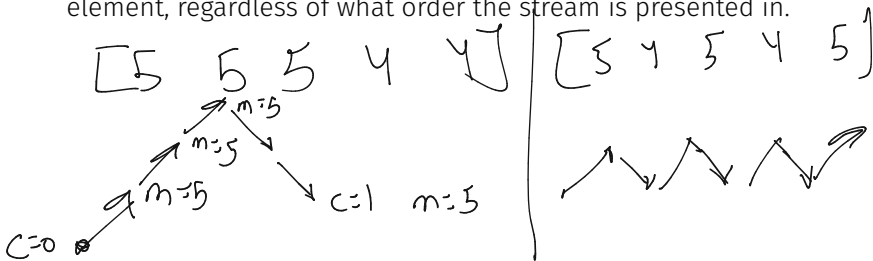 element, regardless of what order the stream is presented in.
[5 5 5 4 4] [5 4 5 4 5]
m=5
m=5
m=5
c=1 m=5
c=0